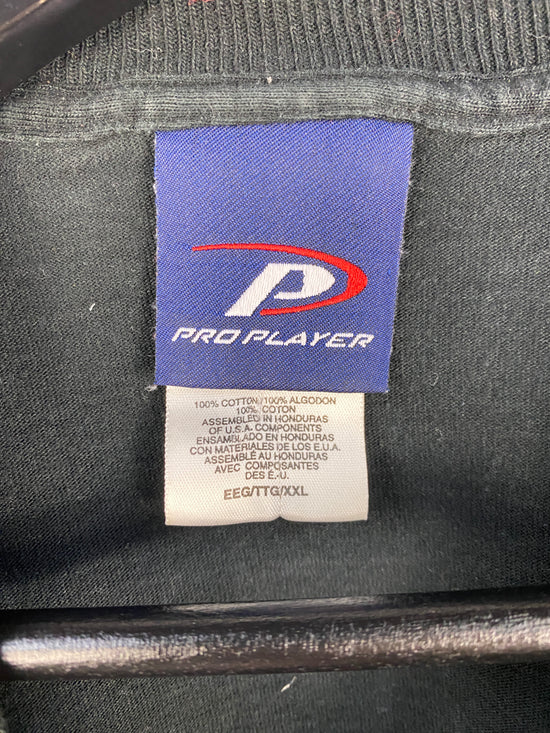 P
PRO PLAYER
100% COTTON/100% ALGODON
100% COTON
ASSEMBLED IN HONDURAS
OF U.S.A. COMPONENTS
ENSAMBLADO EN HONDURAS
CON MATERIALES DE LOS E.U.A.
ASSEMBLÉ AU HONDURAS
AVEC COMPOSANTES
DES É.-U.
EEG/TTG/XXL